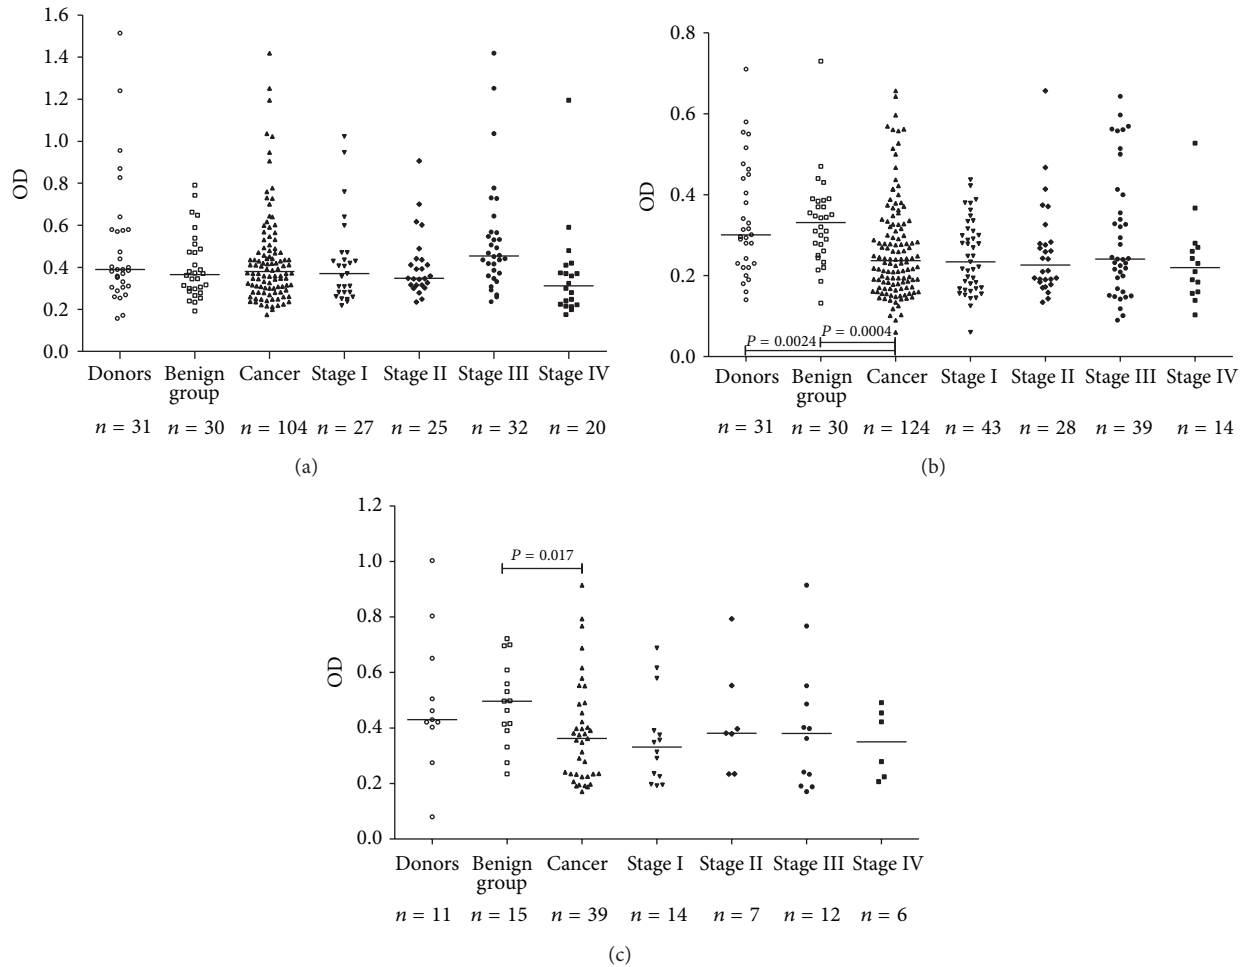 1.6
1.4
1.2
1.0
0.8
0.6
0.4
0.2
0.0
OD
Donors Benign group Cancer Stage I Stage II Stage III Stage IV
n = 31 n = 30 n = 104 n = 27 n = 25 n = 32 n = 20
(a)
0.8
0.6
0.4
0.2
0.0
OD
P = 0.0004
P = 0.0024
Donors Benign group Cancer Stage I Stage II Stage III Stage IV
n = 31 n = 30 n = 124 n = 43 n = 28 n = 39 n = 14
(b)
1.2
1.0
0.8
0.6
0.4
0.2
0.0
OD
P = 0.017
Donors Benign group Cancer Stage I Stage II Stage III Stage IV
n = 11 n = 15 n = 39 n = 14 n = 7 n = 12 n = 6
(c)